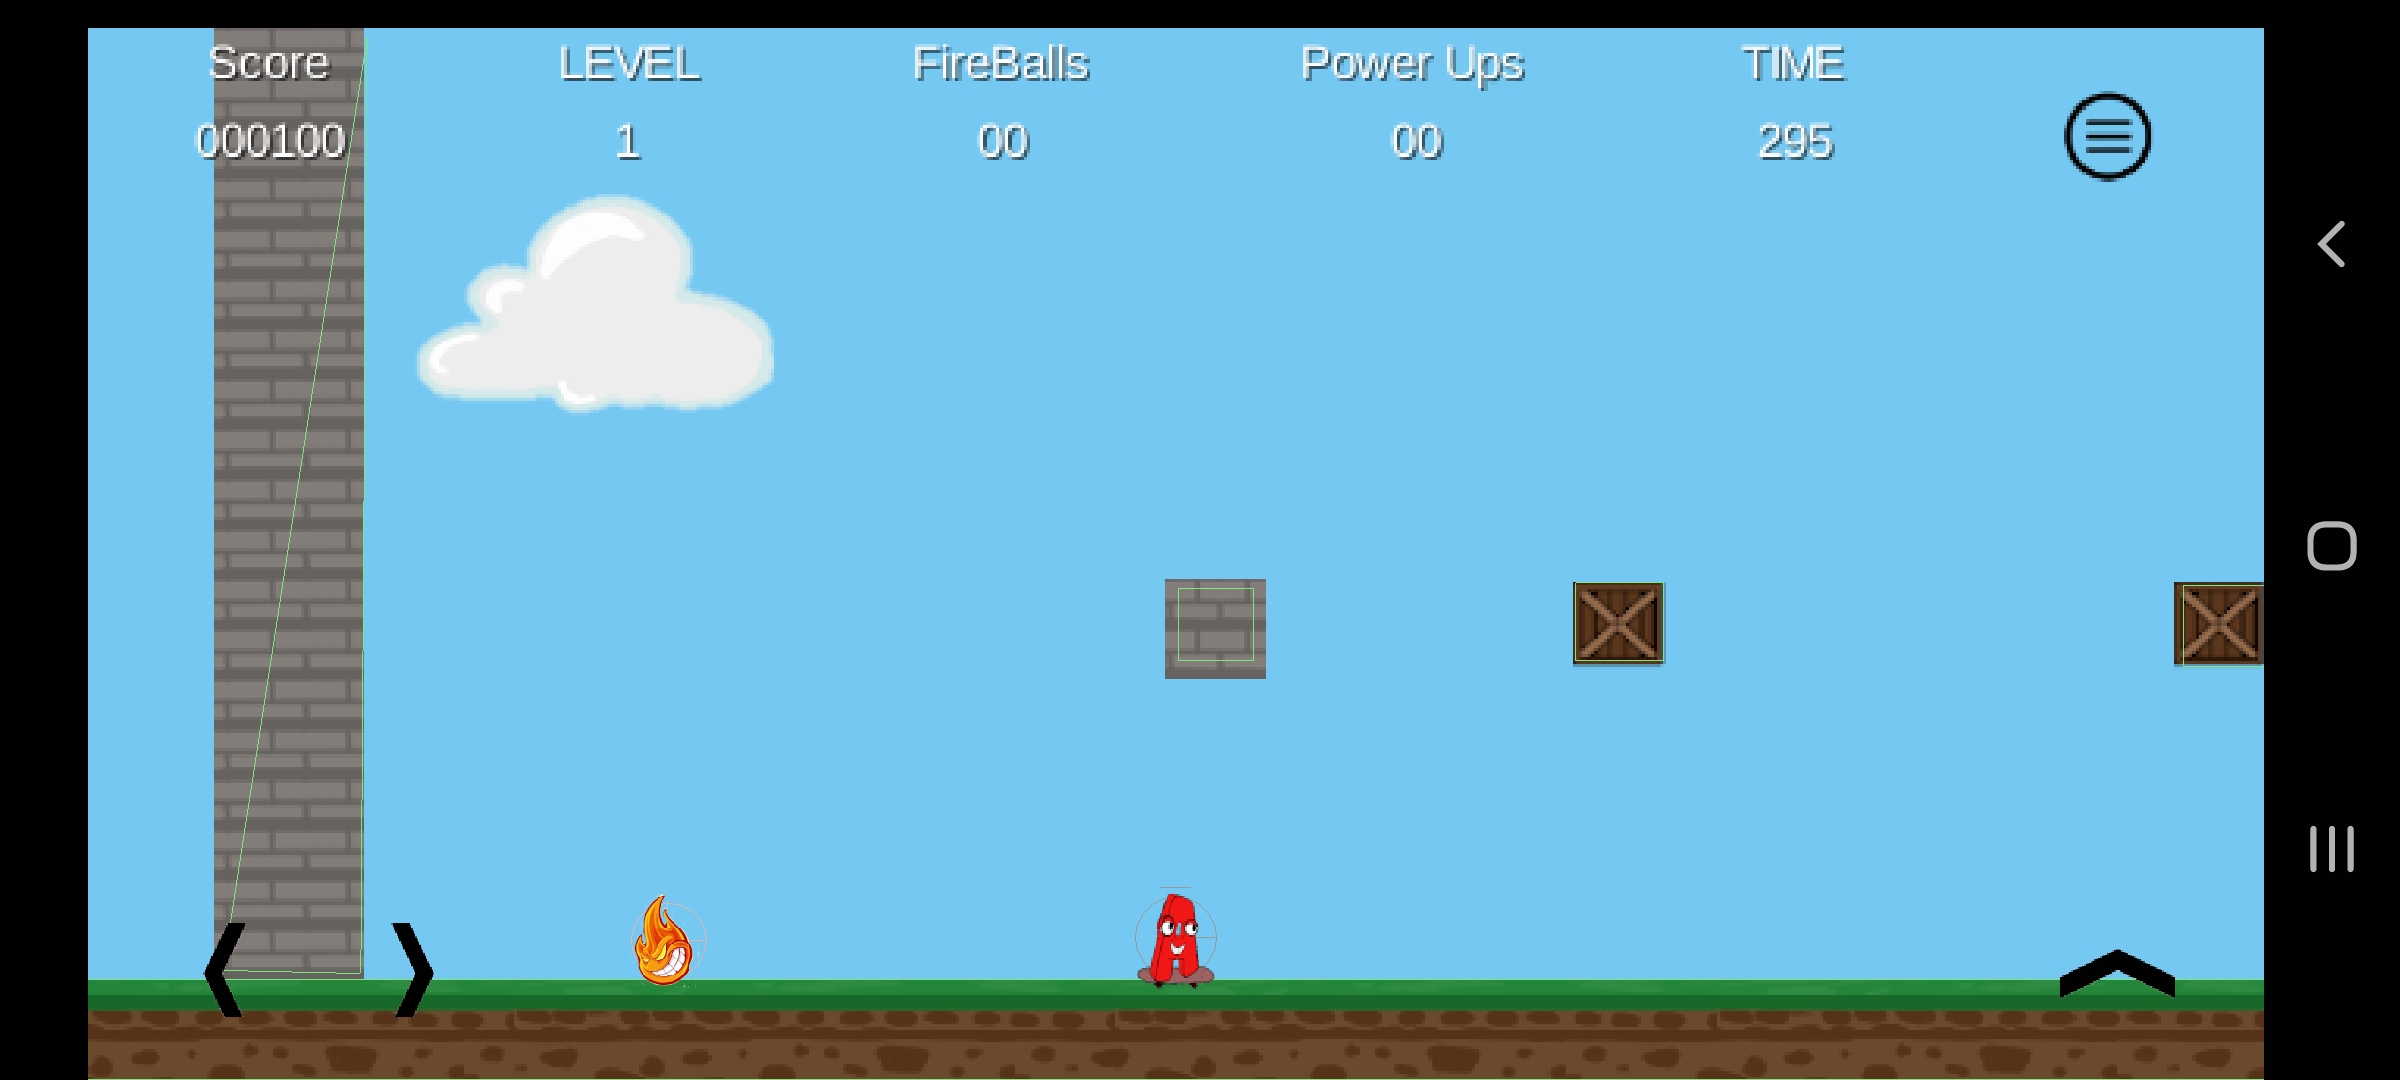 Score LEVEL FireBalls Power Ups TIME
000100 1 00 00 295